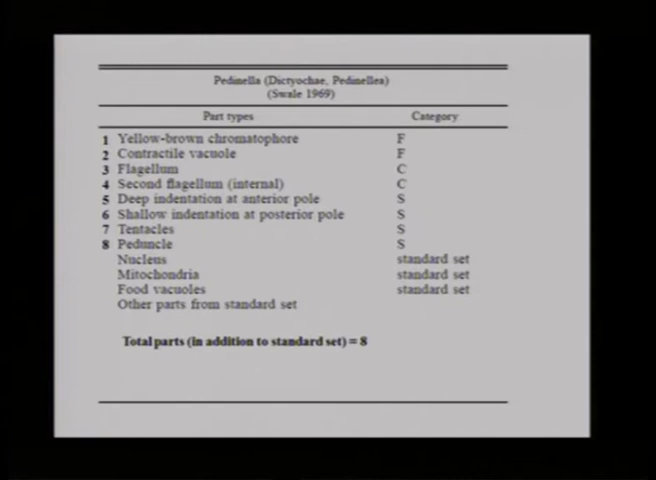 Pedinella (Dictyochae, Pedinellea)
(Swale 1969)
Part types Category
1 Yellow-brown chromatophore F
2 Contractile vacuole F
3 Flagellum C
4 Second flagellum (internal) C
5 Deep indentation at anterior pole S
6 Shallow indentation at posterior pole S
7 Tentacles S
8 Peduncle S
Nucleus standard set
Mitochondria standard set
Food vacuoles standard set
Other parts from standard set
Total parts (in addition to standard set) = 8